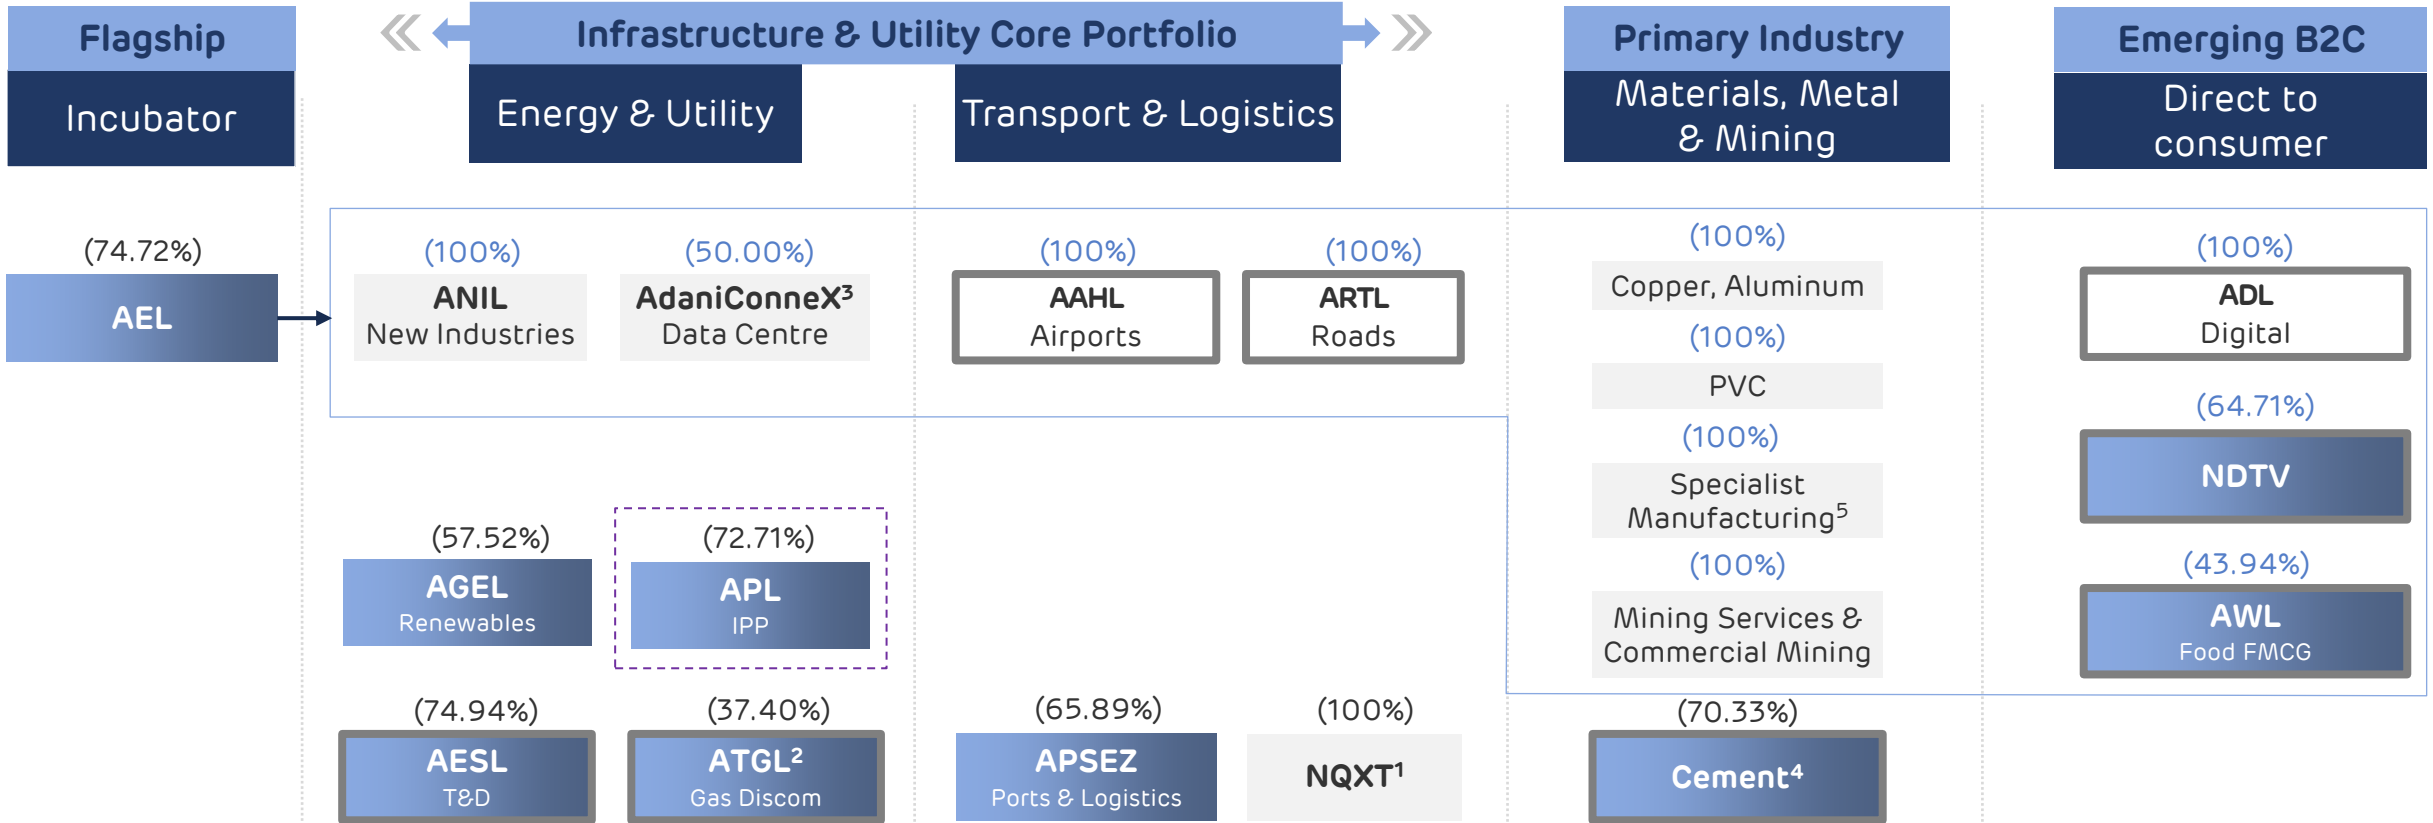 Flagship
Incubator
Infrastructure & Utility Core Portfolio
Energy & Utility
Transport & Logistics
Primary Industry
Materials, Metal
& Mining
Emerging B2C
Direct to
consumer
(74.72%)
AEL
(100%)
ANIL
New Industries
(50.00%)
AdaniConneX³
Data Centre
(100%)
AAHL
Airports
(100%)
ARTL
Roads
(100%)
Copper, Aluminum
(100%)
PVC
(100%)
Specialist
Manufacturing⁵
(100%)
Mining Services &
Commercial Mining
(100%)
ADL
Digital
(64.71%)
NDTV
(43.94%)
AWL
Food FMCG
(57.52%)
AGEL
Renewables
(72.71%)
APL
IPP
(74.94%)
AESL
T&D
(37.40%)
ATGL²
Gas Discom
(65.89%)
APSEZ
Ports & Logistics
(100%)
NQXT¹
(70.33%)
Cement⁴